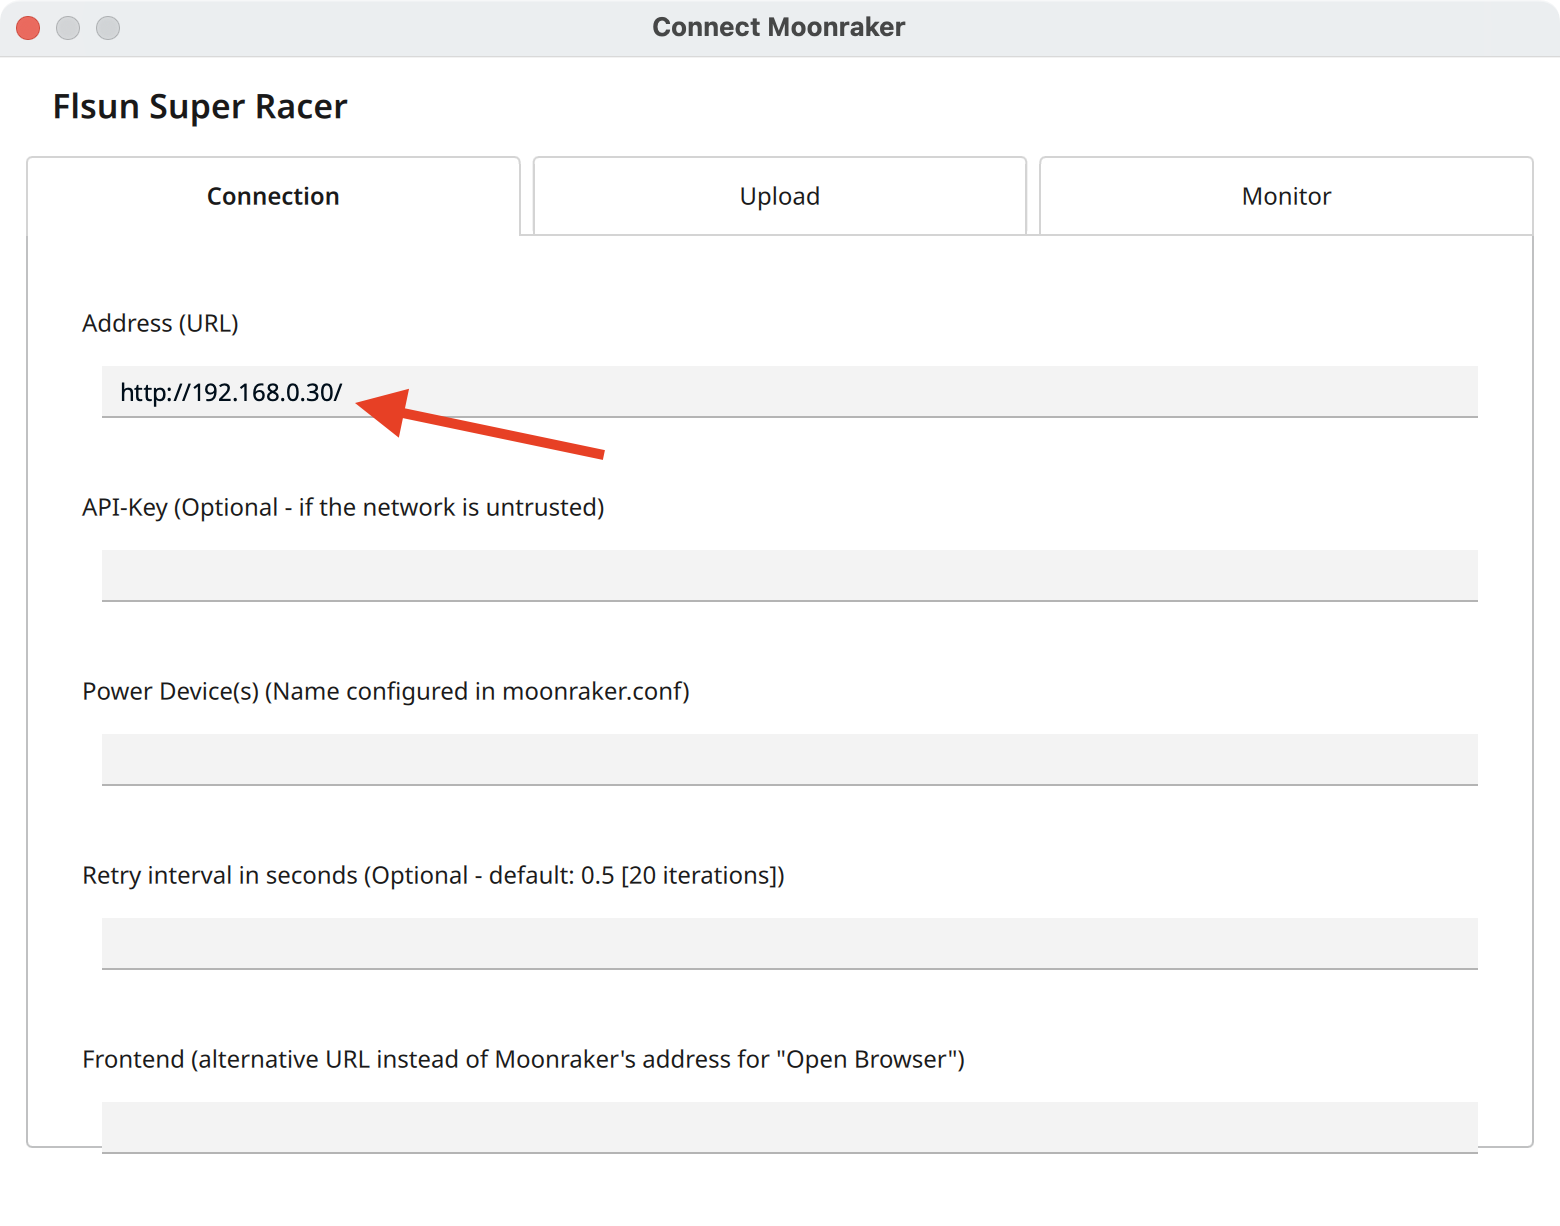 Connect Moonraker
Flsun Super Racer
Connection
Upload
Monitor
Address (URL)
http://192.168.0.30/
API-Key (Optional - if the network is untrusted)
Power Device(s) (Name configured in moonraker.conf)
Retry interval in seconds (Optional - default: 0.5 [20 iterations])
Frontend (alternative URL instead of Moonraker's address for "Open Browser")